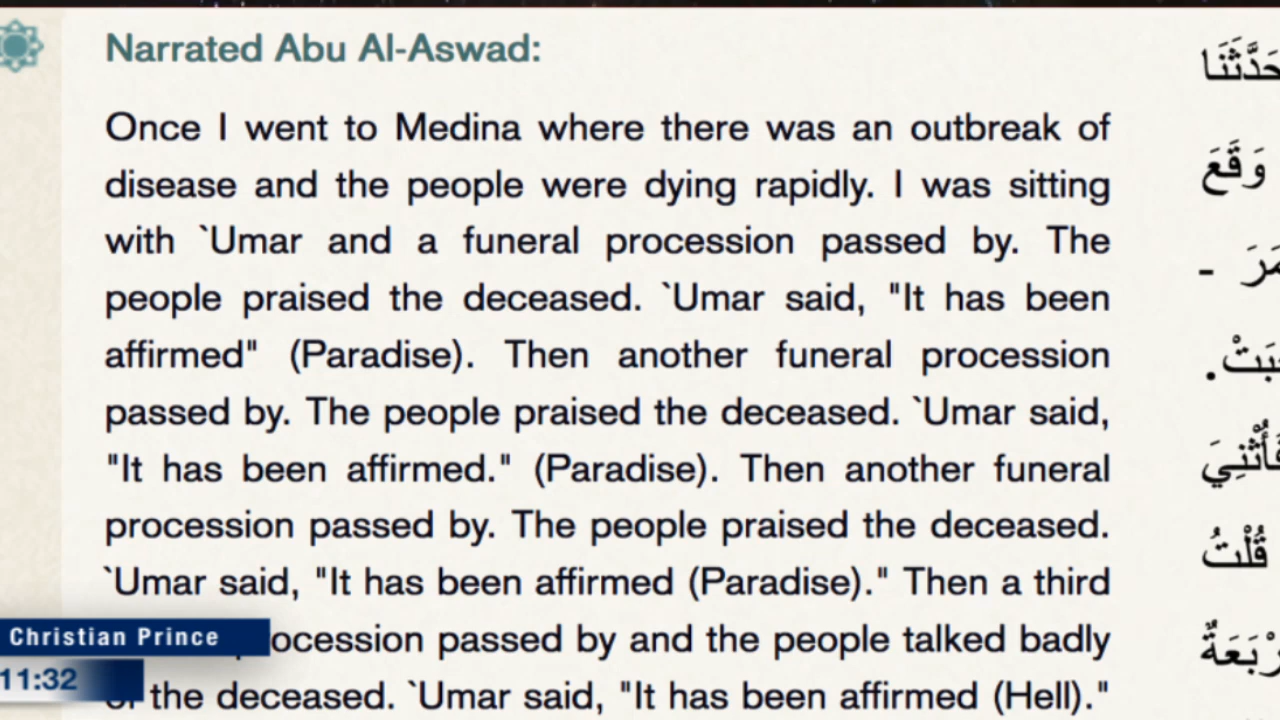 Narrated Abu Al-Aswad:
Once I went to Medina where there was an outbreak of
disease and the people were dying rapidly. I was sitting
with `Umar and a funeral procession passed by. The
people praised the deceased. `Umar said, "It has been
affirmed" (Paradise). Then another funeral procession
passed by. The people praised the deceased. `Umar said,
"It has been affirmed." (Paradise). Then another funeral
procession passed by. The people praised the deceased.
`Umar said, "It has been affirmed (Paradise)." Then a third
passed by and the people talked badly
the deceased. `Umar said, "It has been affirmed (Hell)."
وَقَعَ
قُلْتُ
Christian Prince
11:32